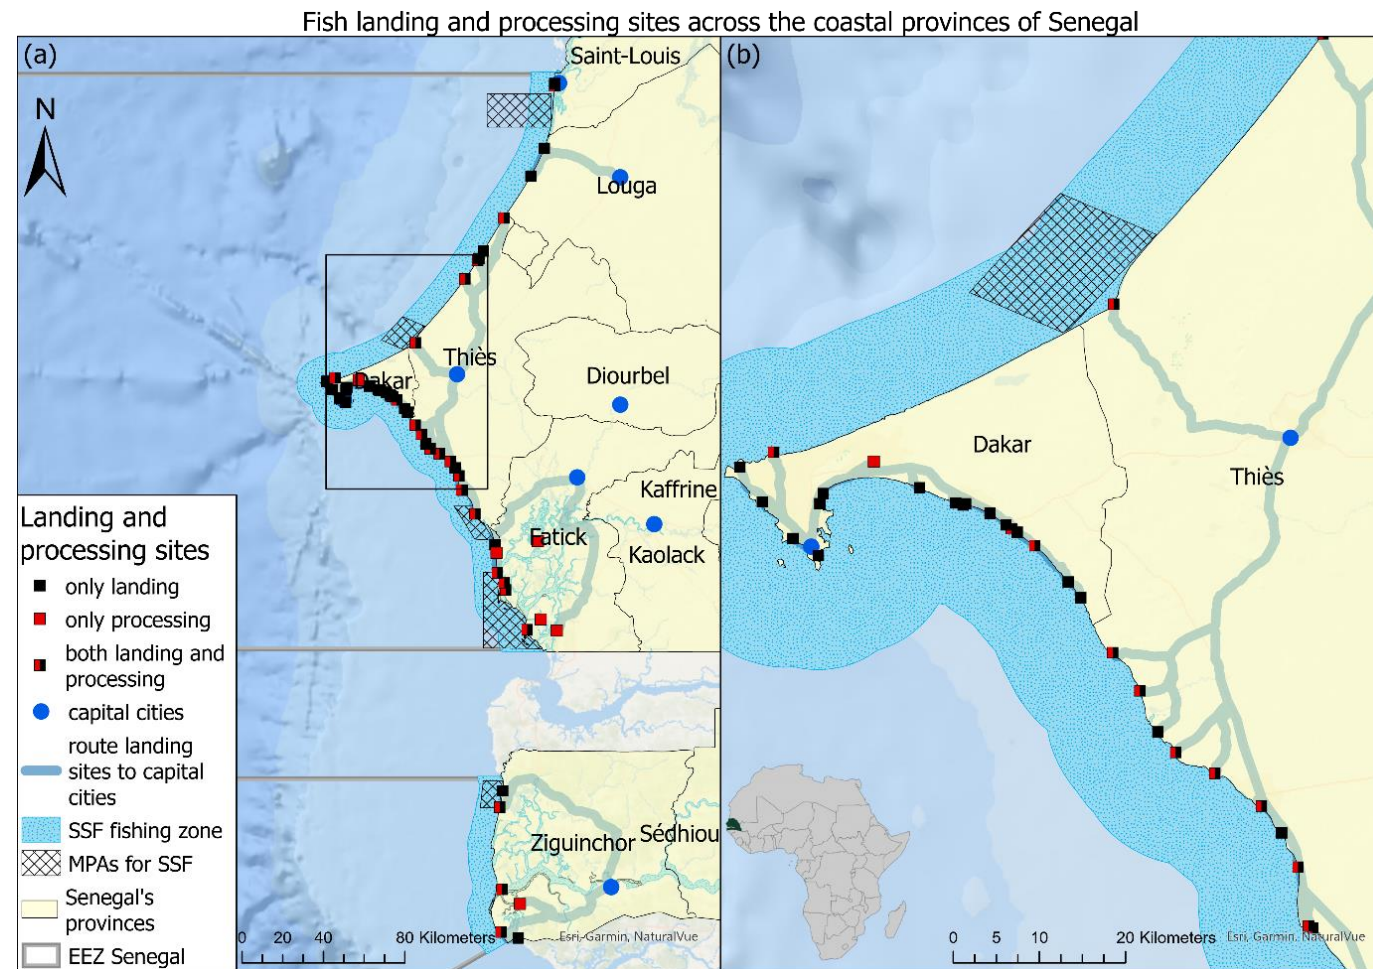 Fish landing and processing sites across the coastal provinces of Senegal
(a)
N
Saint-Louis
Louga
Thiès
Dakar
Diourbel
Kaffrine
Fatick
Kaolack
Ziguinchor
Sédhiou
Landing and
processing sites
only landing
only processing
both landing and
processing
capital cities
route landing
sites to capital
cities
SSF fishing zone
MPAs for SSF
Senegal's
provinces
EEZ Senegal
0 20 40 80 Kilometers
Esri, Garmin, NaturalVue
(b)
Dakar
Thiès
0 5 10 20 Kilometers
Esri, Garmin, NaturalVue